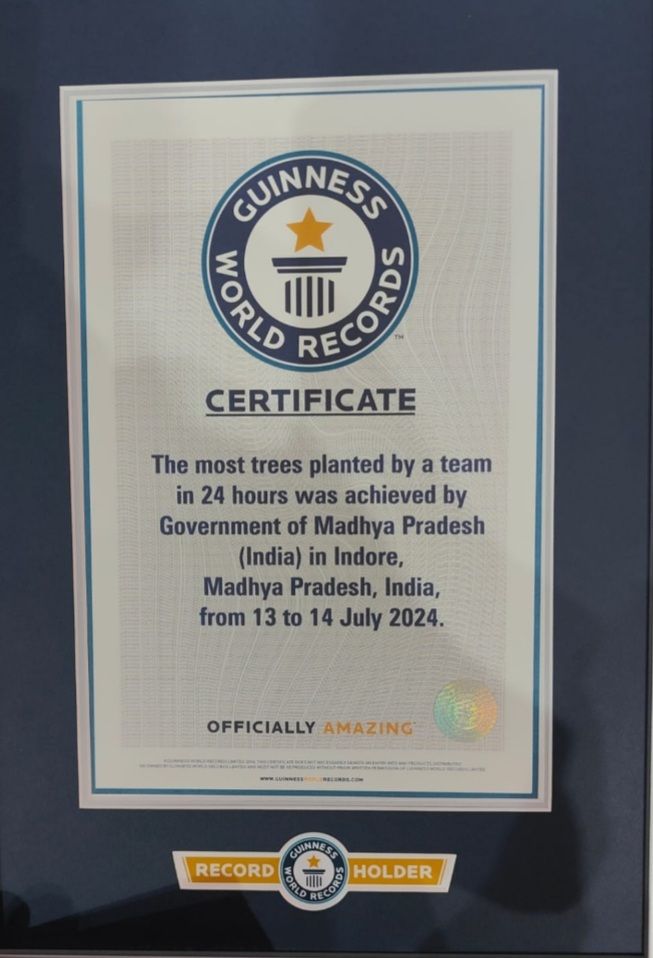 GUINNESS
WORLD RECORDS
™
CERTIFICATE
The most trees planted by a team
in 24 hours was achieved by
Government of Madhya Pradesh
(India) in Indore,
Madhya Pradesh, India,
from 13 to 14 July 2024.
OFFICIALLY AMAZING
WWW.GUINNESSWORLDRECORDS.COM
RECORD
GUINNESS
WORLD RECORDS
HOLDER